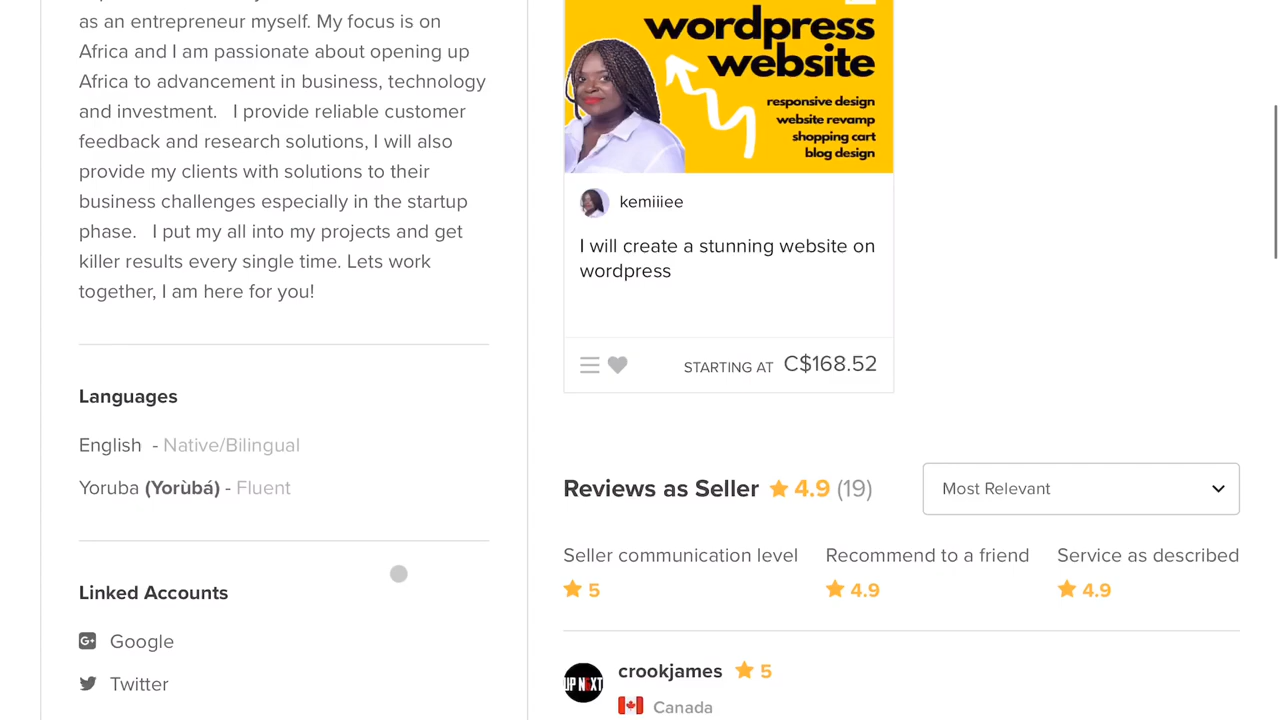 as an entrepreneur myself. My focus is on
Africa and I am passionate about opening up
Africa to advancement in business, technology
and investment.   I provide reliable customer
feedback and research solutions, I will also
provide my clients with solutions to their
business challenges especially in the startup
phase.   I put my all into my projects and get
killer results every single time. Lets work
together, I am here for you!
Languages
English  - Native/Bilingual
Yoruba (Yorùbá) - Fluent
Linked Accounts
Google
Twitter
wordpress
website
responsive design
website revamp
shopping cart
blog design
kemiiiee
I will create a stunning website on
wordpress
STARTING AT C$168.52
Reviews as Seller 4.9 (19)
Most Relevant
Seller communication level
5
Recommend to a friend
4.9
Service as described
4.9
UP NEXT
crookjames 5
Canada